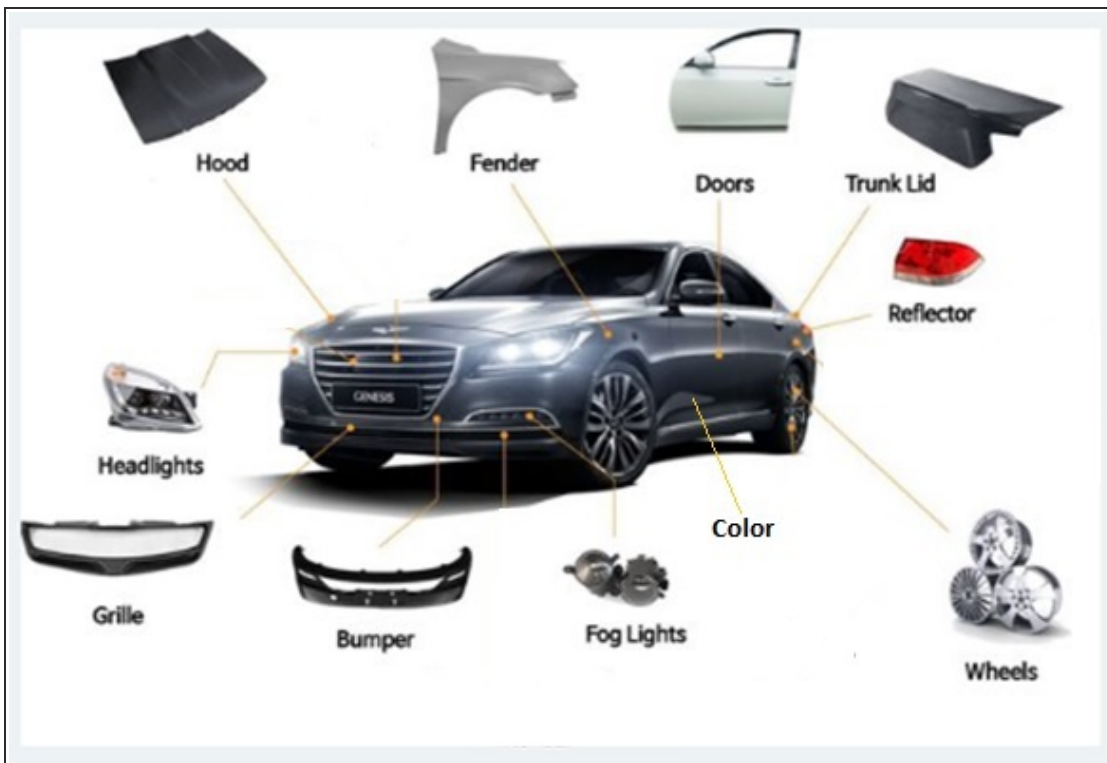 Hood
Fender
Doors
Trunk Lid
Reflector
GENESIS
Headlights
Color
Grille
Bumper
Fog Lights
Wheels